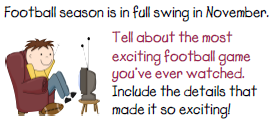 Football season is in full swing in November.
Tell about the most
exciting football game
you've ever watched.
Include the details that
made it so exciting!